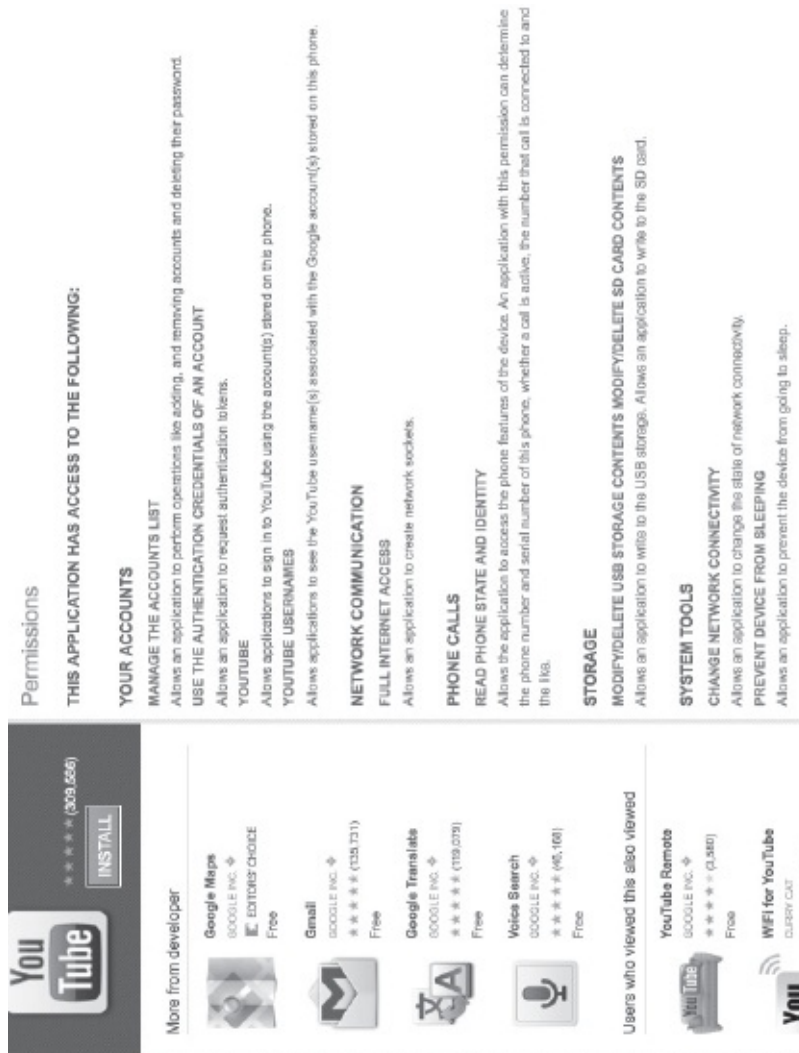 You
Tube
★★★★★ (309,586)
INSTALL
More from developer
Google Maps
GOOGLE INC.
EDITORS' CHOICE
Free
Gmail
GOOGLE INC.
★★★★★ (135,731)
Free
Google Translate
GOOGLE INC.
★★★★★ (119,079)
Free
Voice Search
GOOGLE INC.
★★★★★ (46,168)
Free
Users who viewed this also viewed
You Tube
YouTube Remote
GOOGLE INC.
★★★★★ (3,580)
Free
You
WiFi for YouTube
CURRY CAT
Permissions
THIS APPLICATION HAS ACCESS TO THE FOLLOWING:
YOUR ACCOUNTS
MANAGE THE ACCOUNTS LIST
Allows an application to perform operations like adding, and removing accounts and deleting their password.
USE THE AUTHENTICATION CREDENTIALS OF AN ACCOUNT
Allows an application to request authentication tokens.
YOUTUBE
Allows applications to sign in to YouTube using the account(s) stored on this phone.
YOUTUBE USERNAMES
Allows applications to see the YouTube username(s) associated with the Google account(s) stored on this phone.
NETWORK COMMUNICATION
FULL INTERNET ACCESS
Allows an application to create network sockets.
PHONE CALLS
READ PHONE STATE AND IDENTITY
Allows the application to access the phone features of the device. An application with this permission can determine
the phone number and serial number of this phone, whether a call is active, the number that call is connected to and
the like.
STORAGE
MODIFY/DELETE USB STORAGE CONTENTS MODIFY/DELETE SD CARD CONTENTS
Allows an application to write to the USB storage. Allows an application to write to the SD card.
SYSTEM TOOLS
CHANGE NETWORK CONNECTIVITY
Allows an application to change the state of network connectivity.
PREVENT DEVICE FROM SLEEPING
Allows an application to prevent the device from going to sleep.